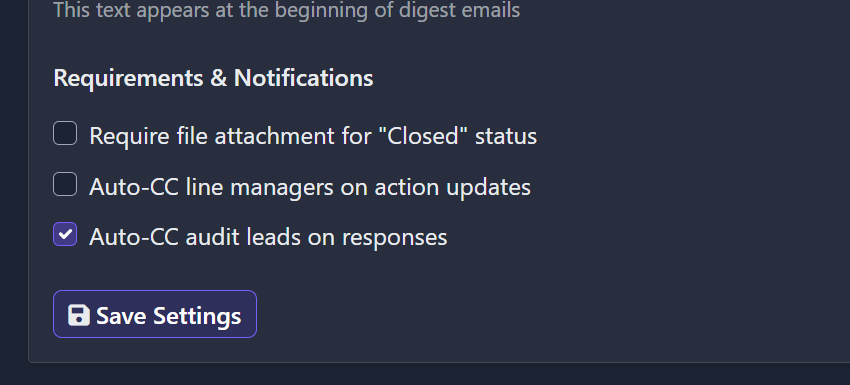 This text appears at the beginning of digest emails
Requirements & Notifications
Require file attachment for "Closed" status
Auto-CC line managers on action updates
Auto-CC audit leads on responses
Save Settings